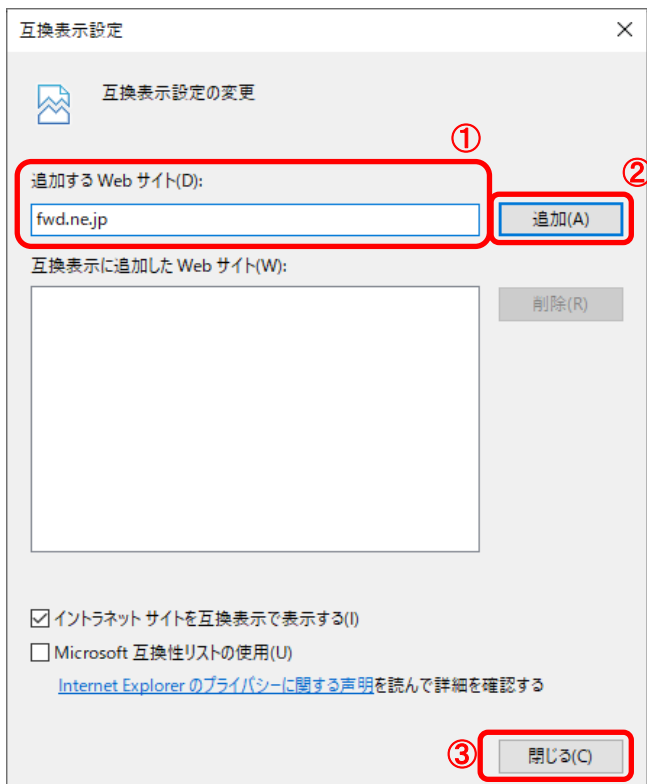 互換表示設定
互換表示設定の変更
①
追加する Web サイト(D):
②
fwd.ne.jp
追加(A)
互換表示に追加した Web サイト(W):
削除(R)
イントラネット サイトを互換表示で表示する(I)
Microsoft 互換性リストの使用(U)
Internet Explorer のプライバシーに関する声明を読んで詳細を確認する
③
閉じる(C)